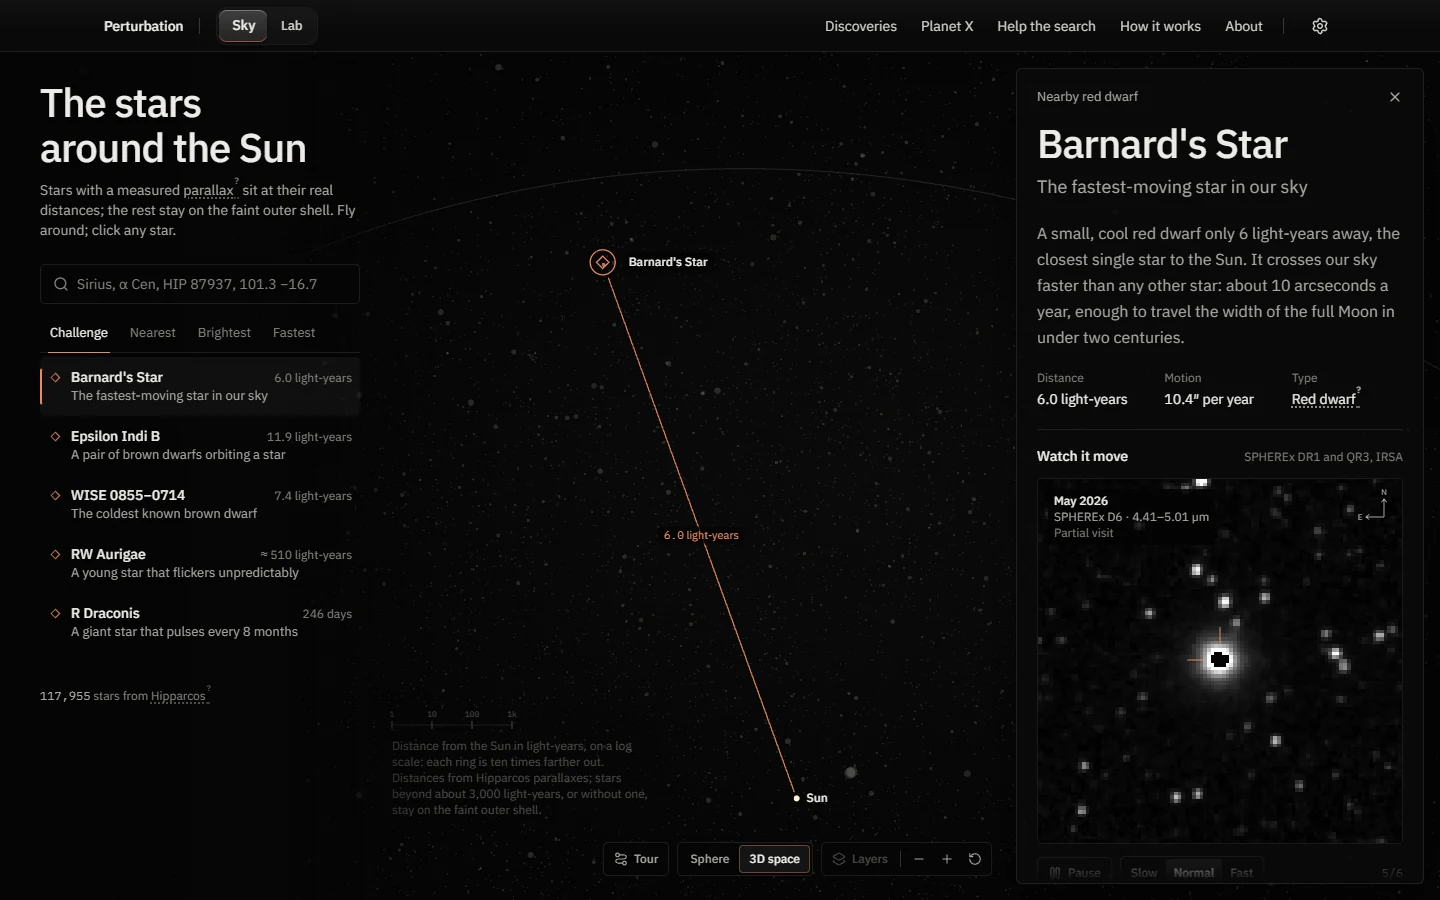 Perturbation
Sky
Lab
Discoveries
Planet X
Help the search
How it works
About
The stars
around the Sun
Stars with a measured parallax? sit at their real
distances; the rest stay on the faint outer shell. Fly
around; click any star.
Sirius, α Cen, HIP 87937, 101.3 −16.7
Challenge
Nearest
Brightest
Fastest
Barnard's Star
6.0 light-years
The fastest-moving star in our sky
Epsilon Indi B
11.9 light-years
A pair of brown dwarfs orbiting a star
WISE 0855−0714
7.4 light-years
The coldest known brown dwarf
RW Aurigae
≈ 510 light-years
A young star that flickers unpredictably
R Draconis
246 days
A giant star that pulses every 8 months
117,955 stars from Hipparcos?
Barnard's Star
6.0 light-years
Sun
1 10 100 1k
Distance from the Sun in light-years, on a log
scale: each ring is ten times farther out.
Distances from Hipparcos parallaxes; stars
beyond about 3,000 light-years, or without one,
stay on the faint outer shell.
Tour
Sphere
3D space
Layers
Nearby red dwarf
Barnard's Star
The fastest-moving star in our sky
A small, cool red dwarf only 6 light-years away, the
closest single star to the Sun. It crosses our sky
faster than any other star: about 10 arcseconds a
year, enough to travel the width of the full Moon in
under two centuries.
Distance
6.0 light-years
Motion
10.4″ per year
Type
Red dwarf?
Watch it move
SPHEREx DR1 and QR3, IRSA
May 2026
SPHEREx D6 · 4.41–5.01 µm
Partial visit
N
E
Pause
Slow
Normal
Fast
5/6